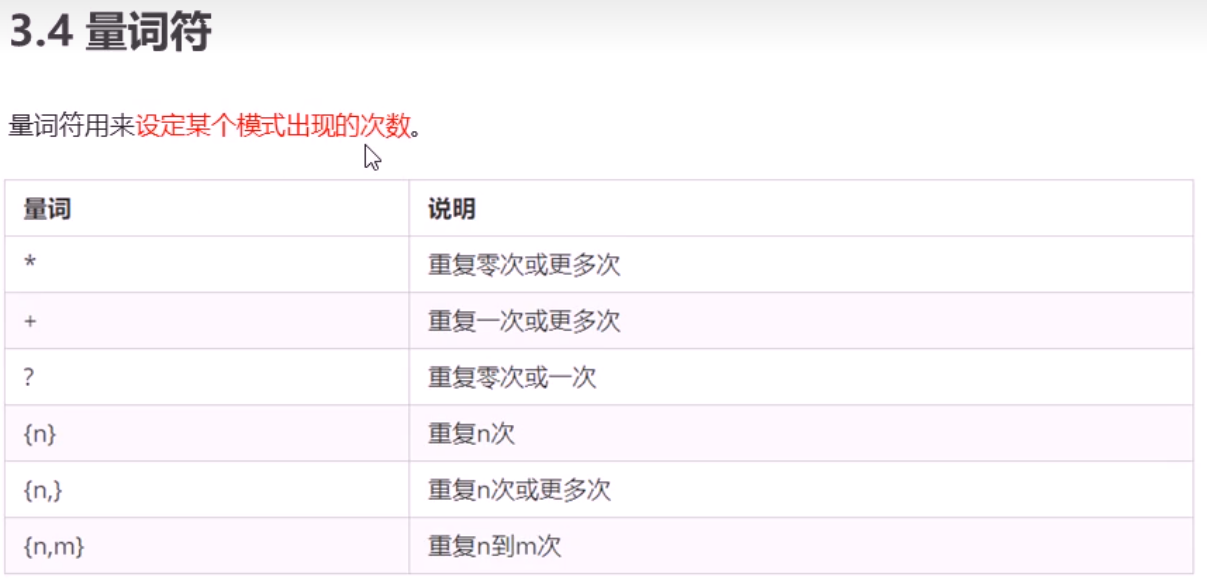 3.4 量词符
量词符用来设定某个模式出现的次数。
量词 说明
* 重复零次或更多次
+ 重复一次或更多次
? 重复零次或一次
{n} 重复n次
{n,} 重复n次或更多次
{n,m} 重复n到m次